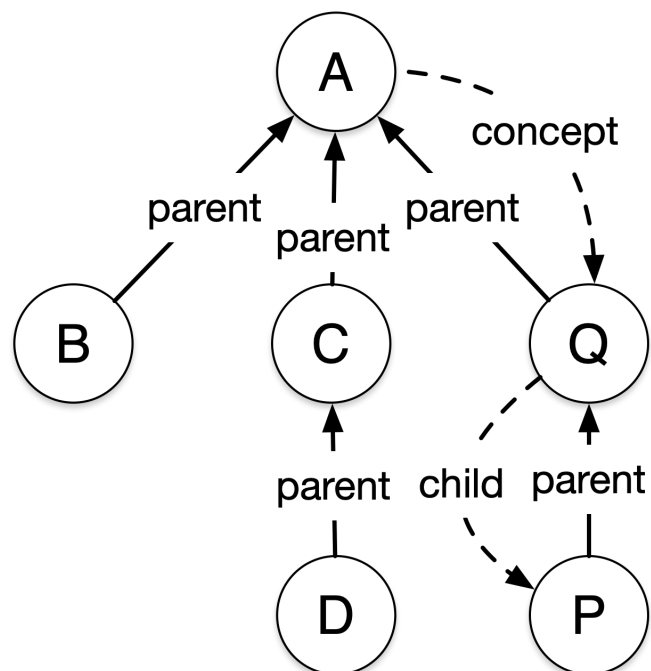 A
concept
parent
parent
parent
B
C
Q
parent
child
parent
D
P